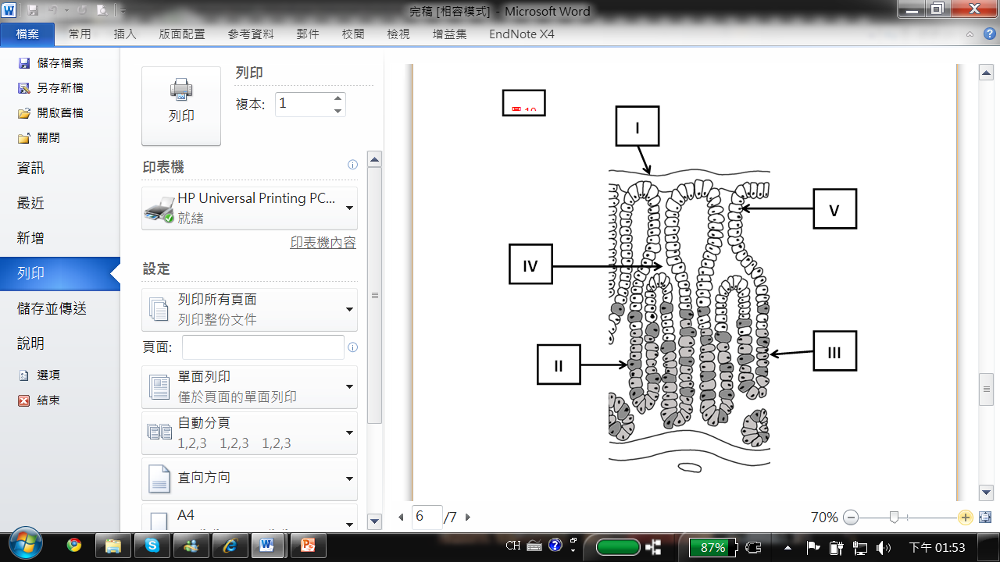 完稿 [相容模式] - Microsoft Word
檔案 常用 插入 版面配置 參考資料 郵件 校閱 檢視 增益集 EndNote X4
儲存檔案
另存新檔
開啟舊檔
關閉
資訊
最近
新增
列印
儲存並傳送
說明
選項
結束
列印
列印
複本: 1
印表機
HP Universal Printing PC...
就緒
印表機內容
設定
列印所有頁面
列印整份文件
頁面:
單面列印
僅於頁面的單面列印
自動分頁
1,2,3 1,2,3 1,2,3
直向方向
A4
I
V
IV
III
II
6 /7
70%
CH
87%
下午 01:53